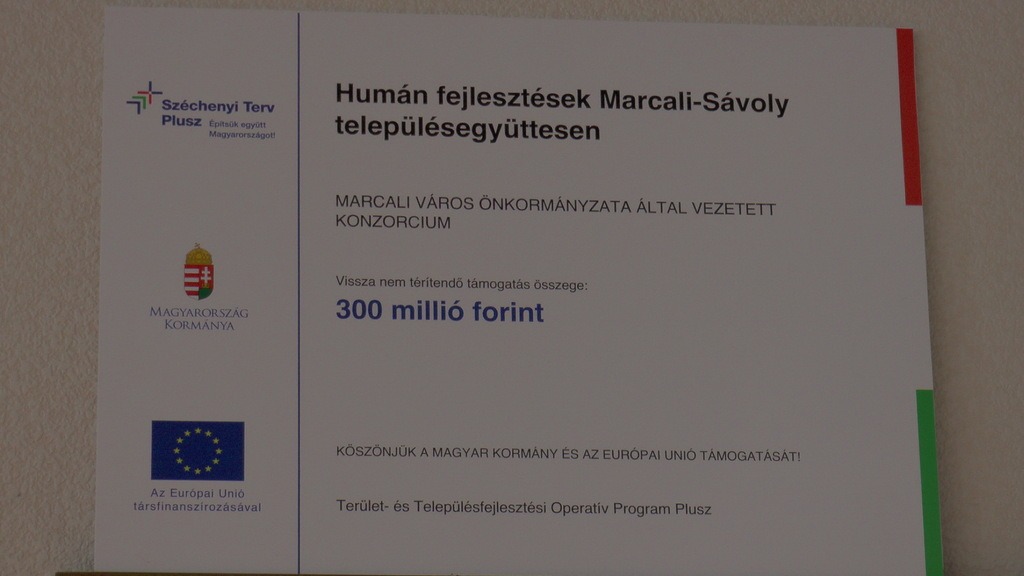 Széchenyi Terv
Plusz Építsük együtt
Magyarországot!
MAGYARORSZÁG
KORMÁNYA
Az Európai Unió
társfinanszírozásával
Humán fejlesztések Marcali-Sávoly
településegyüttesen
MARCALI VÁROS ÖNKORMÁNYZATA ÁLTAL VEZETETT
KONZORCIUM
Vissza nem térítendő támogatás összege:
300 millió forint
KÖSZÖNJÜK A MAGYAR KORMÁNY ÉS AZ EURÓPAI UNIÓ TÁMOGATÁSÁT!
Terület- és Településfejlesztési Operatív Program Plusz